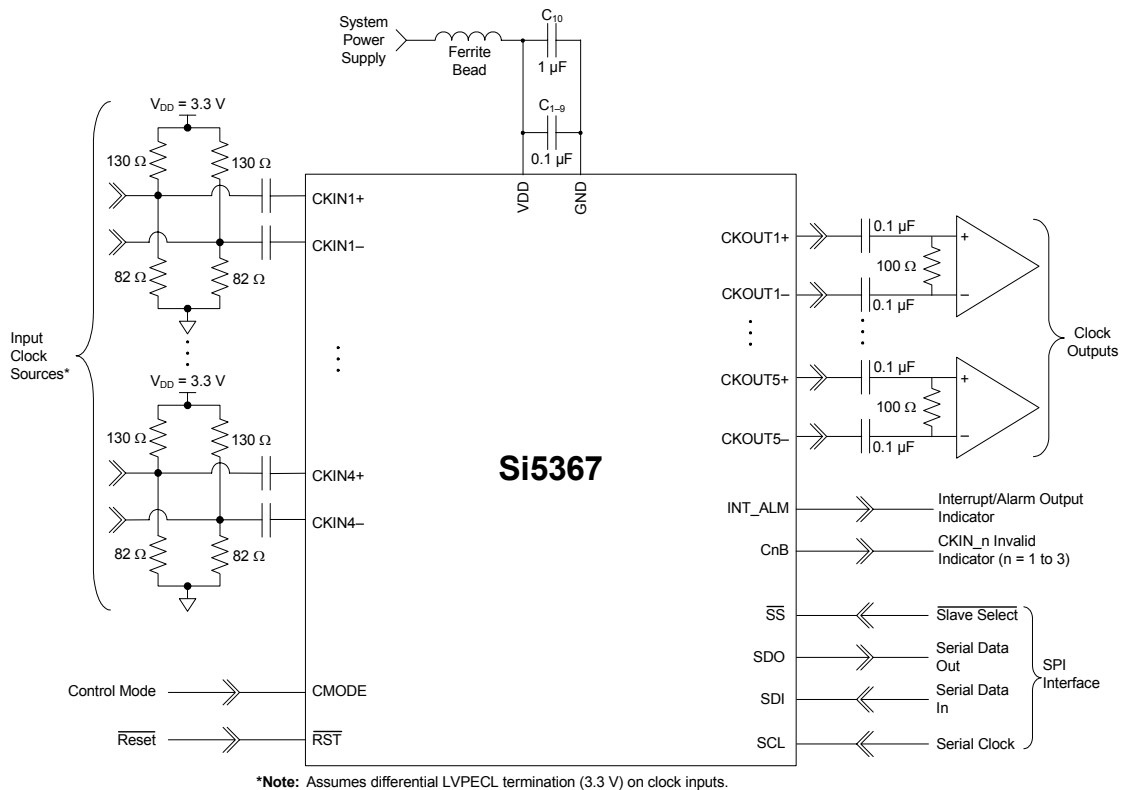 System
Power
Supply
Ferrite
Bead
C10
1 µF
C1–9
0.1 µF
VDD = 3.3 V
130 Ω
130 Ω
82 Ω
82 Ω
VDD = 3.3 V
130 Ω
130 Ω
82 Ω
82 Ω
Input
Clock
Sources*
Control Mode
Reset
CKIN1+
CKIN1–
CKIN4+
CKIN4–
CMODE
RST
VDD
GND
Si5367
CKOUT1+
CKOUT1–
CKOUT5+
CKOUT5–
INT_ALM
CnB
SS
SDO
SDI
SCL
0.1 µF
100 Ω
0.1 µF
+
–
0.1 µF
100 Ω
0.1 µF
+
–
Clock
Outputs
Interrupt/Alarm Output
Indicator
CKIN_n Invalid
Indicator (n = 1 to 3)
Slave Select
Serial Data
Out
Serial Data
In
Serial Clock
SPI
Interface
*Note: Assumes differential LVPECL termination (3.3 V) on clock inputs.